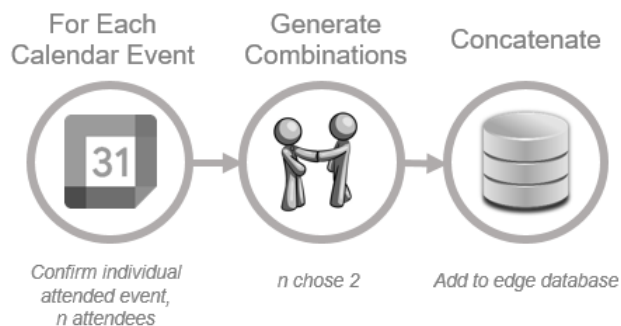 For Each
Calendar Event
Generate
Combinations
Concatenate
31
Confirm individual
attended event,
n attendees
n chose 2
Add to edge database